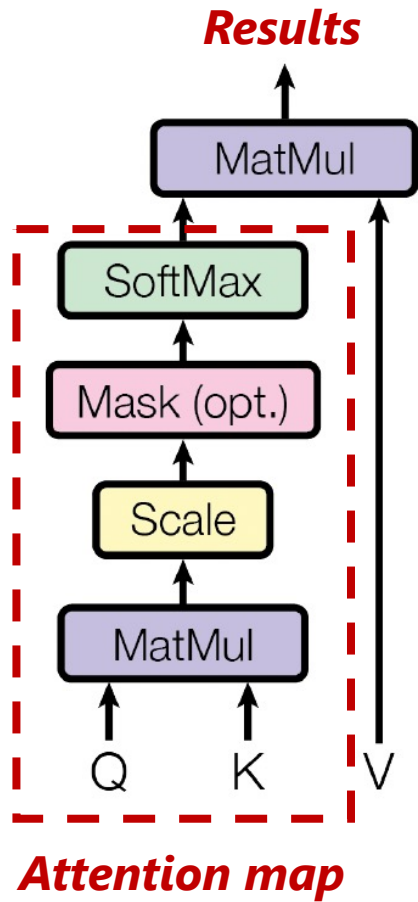 Results
MatMul
SoftMax
Mask (opt.)
Scale
MatMul
Q K V
Attention map